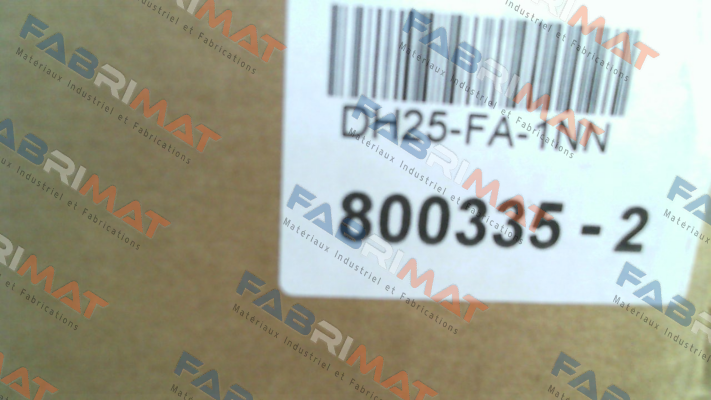 DH25-FA-1NN
800335 - 2
FABRIMAT
Materiaux Industriel et Fabrications